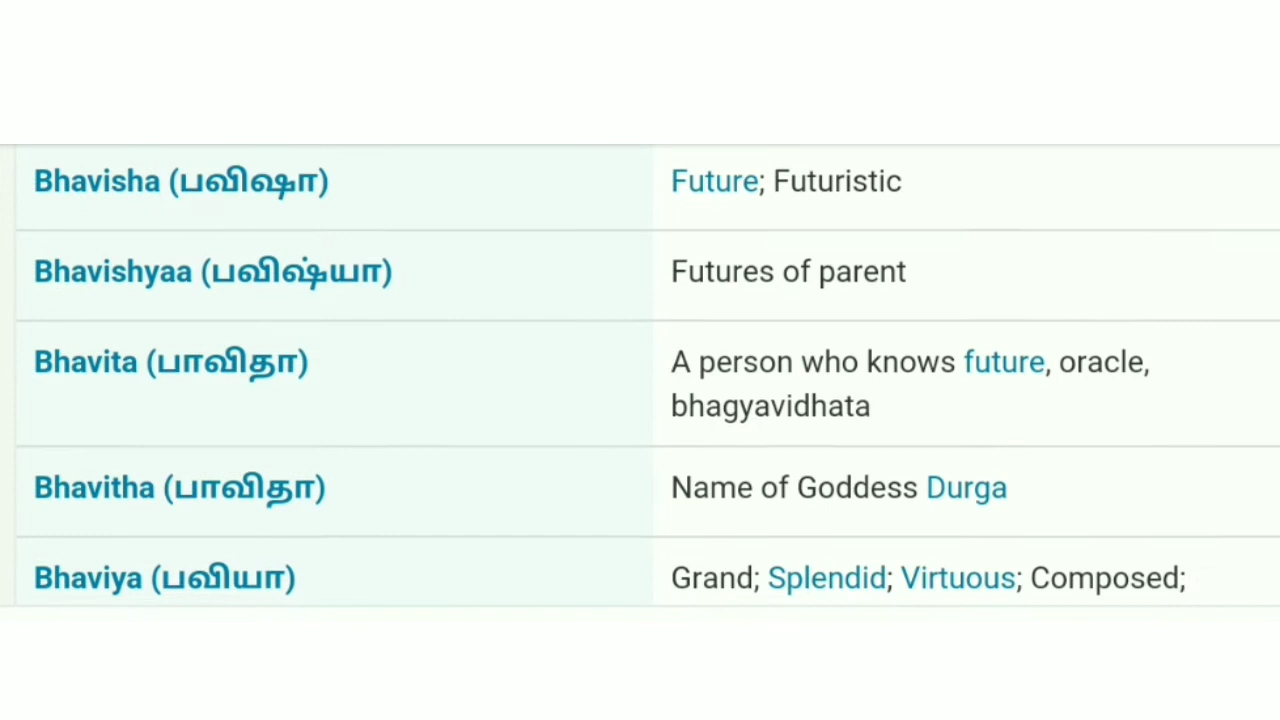 Bhavisha (பவிஷா) Future; Futuristic
Bhavishyaa (பவிஷ்யா) Futures of parent
Bhavita (பாவிதா) A person who knows future, oracle,
bhagyavidhata
Bhavitha (பாவிதா) Name of Goddess Durga
Bhaviya (பவியா) Grand; Splendid; Virtuous; Composed;